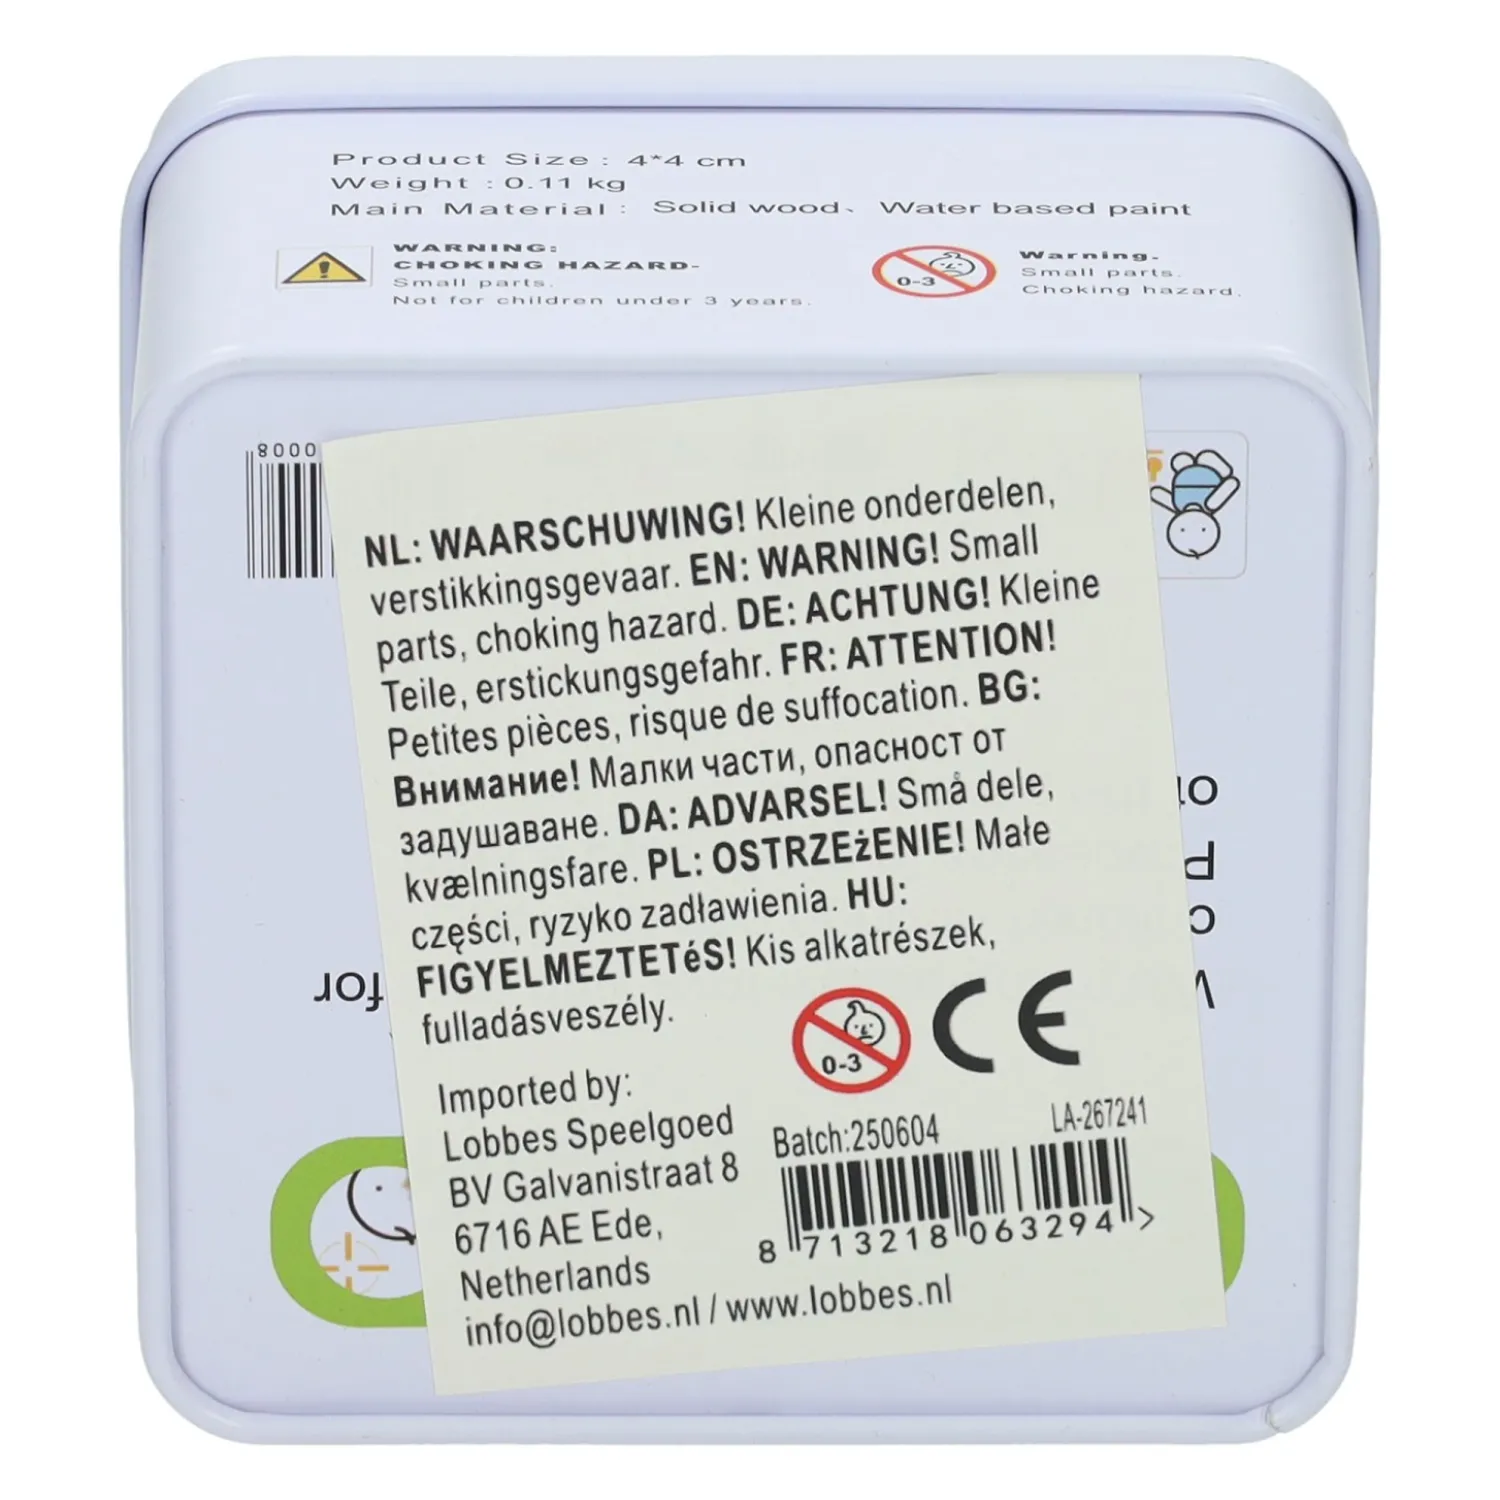 Product Size : 4*4 cm
Weight : 0.11 kg
Main Material : Solid wood、 Water based paint
WARNING:
CHOKING HAZARD-
Small parts.
Not for children under 3 years.
0-3
Warning.
Small parts.
Choking hazard.
0008
NL: WAARSCHUWING! Kleine onderdelen,
verstikkingsgevaar. EN: WARNING! Small
parts, choking hazard. DE: ACHTUNG! Kleine
Teile, erstickungsgefahr. FR: ATTENTION!
Petites pièces, risque de suffocation. BG:
Внимание! Малки части, опасност от
задушаване. DA: ADVARSEL! Små dele,
kvælningsfare. PL: OSTRZEżENIE! Małe
części, ryzyko zadławienia. HU:
FIGYELMEZTETéS! Kis alkatrészek,
fulladásveszély.
0-3
CE
Imported by:
Lobbes Speelgoed
BV Galvanistraat 8
6716 AE Ede,
Netherlands
info@lobbes.nl / www.lobbes.nl
Batch:250604
LA-267241
8 713218 063294 >
for